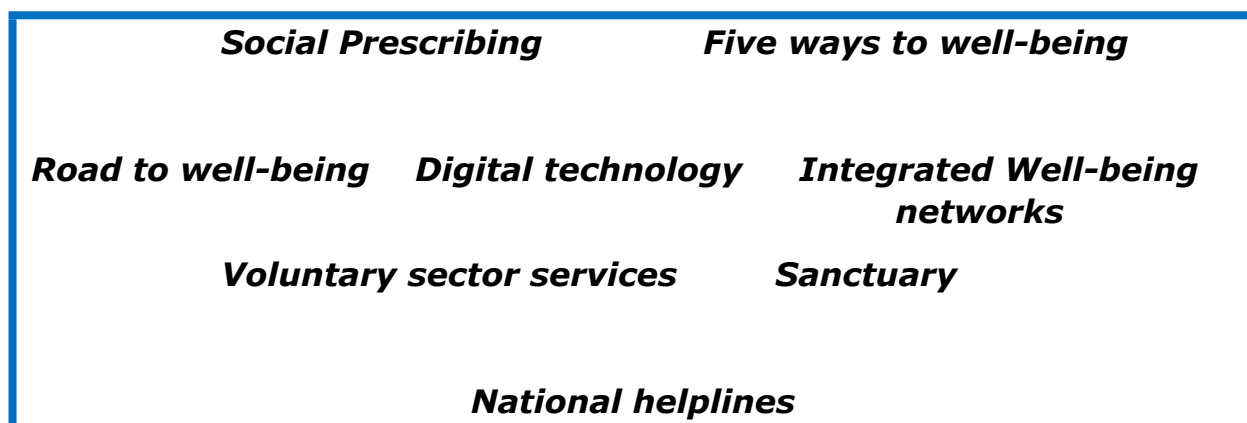 Social Prescribing Five ways to well-being
Road to well-being Digital technology Integrated Well-being
networks
Voluntary sector services Sanctuary
National helplines